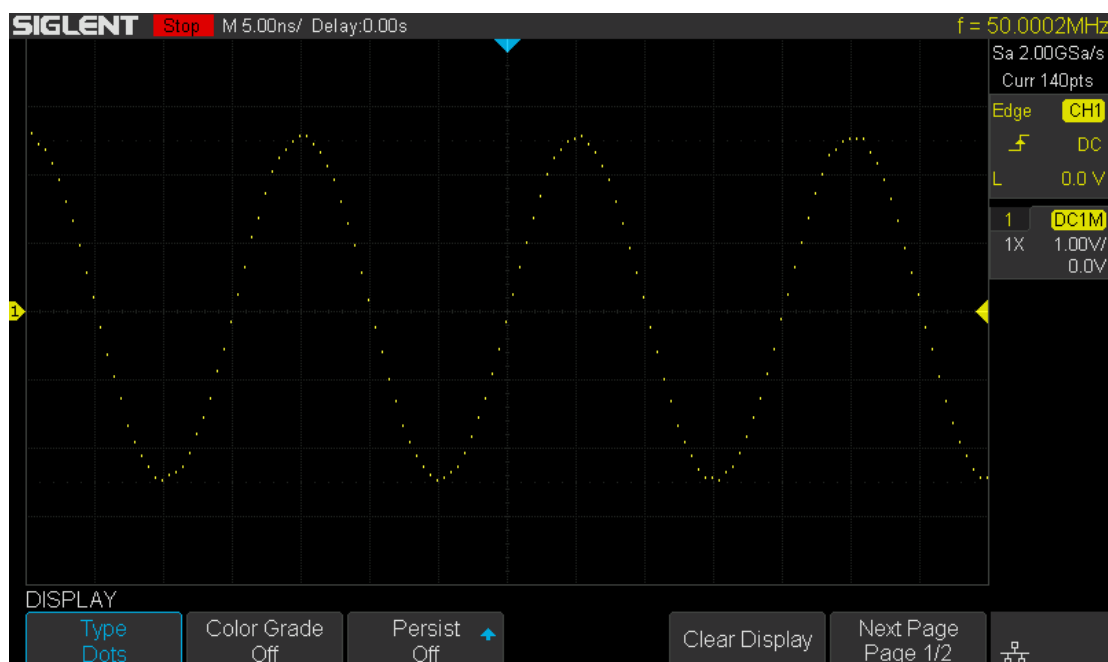 SIGLENT Stop M 5.00ns/ Delay:0.00s f = 50.0002MHz
Sa 2.00GSa/s
Curr 140pts
Edge CH1
DC
L 0.0 V
1 DC1M
1X 1.00V/
0.0V
1
DISPLAY
Type
Dots
Color Grade
Off
Persist
Off
Clear Display
Next Page
Page 1/2